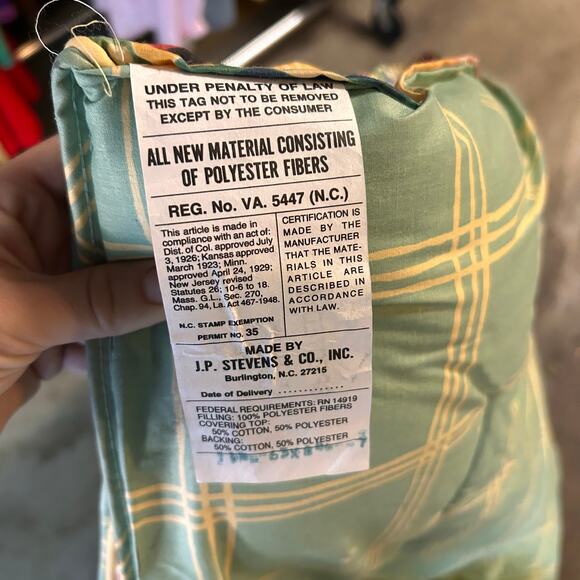 UNDER PENALTY OF LAW
THIS TAG NOT TO BE REMOVED
EXCEPT BY THE CONSUMER
ALL NEW MATERIAL CONSISTING
OF POLYESTER FIBERS
REG. No. VA. 5447 (N.C.)
This article is made in
compliance with an act of:
Dist. of Col. approved July
3, 1926; Kansas approved
March 1923; Minn.
approved April 24, 1929;
New Jersey revised
Statutes 26; 10-6 to 18.
Mass. G.L., Sec. 270,
Chap. 94, La. Act 467-1948.
N.C. STAMP EXEMPTION
PERMIT NO. 35
CERTIFICATION IS
MADE BY THE
MANUFACTURER
THAT THE MATE-
RIALS IN THIS
ARTICLE ARE
DESCRIBED IN
ACCORDANCE
WITH LAW.
MADE BY
J.P. STEVENS & CO., INC.
Burlington, N.C. 27215
Date of Delivery .............
FEDERAL REQUIREMENTS: RN 14919
FILLING: 100% POLYESTER FIBERS
COVERING TOP:
50% COTTON, 50% POLYESTER
BACKING:
50% COTTON, 50% POLYESTER